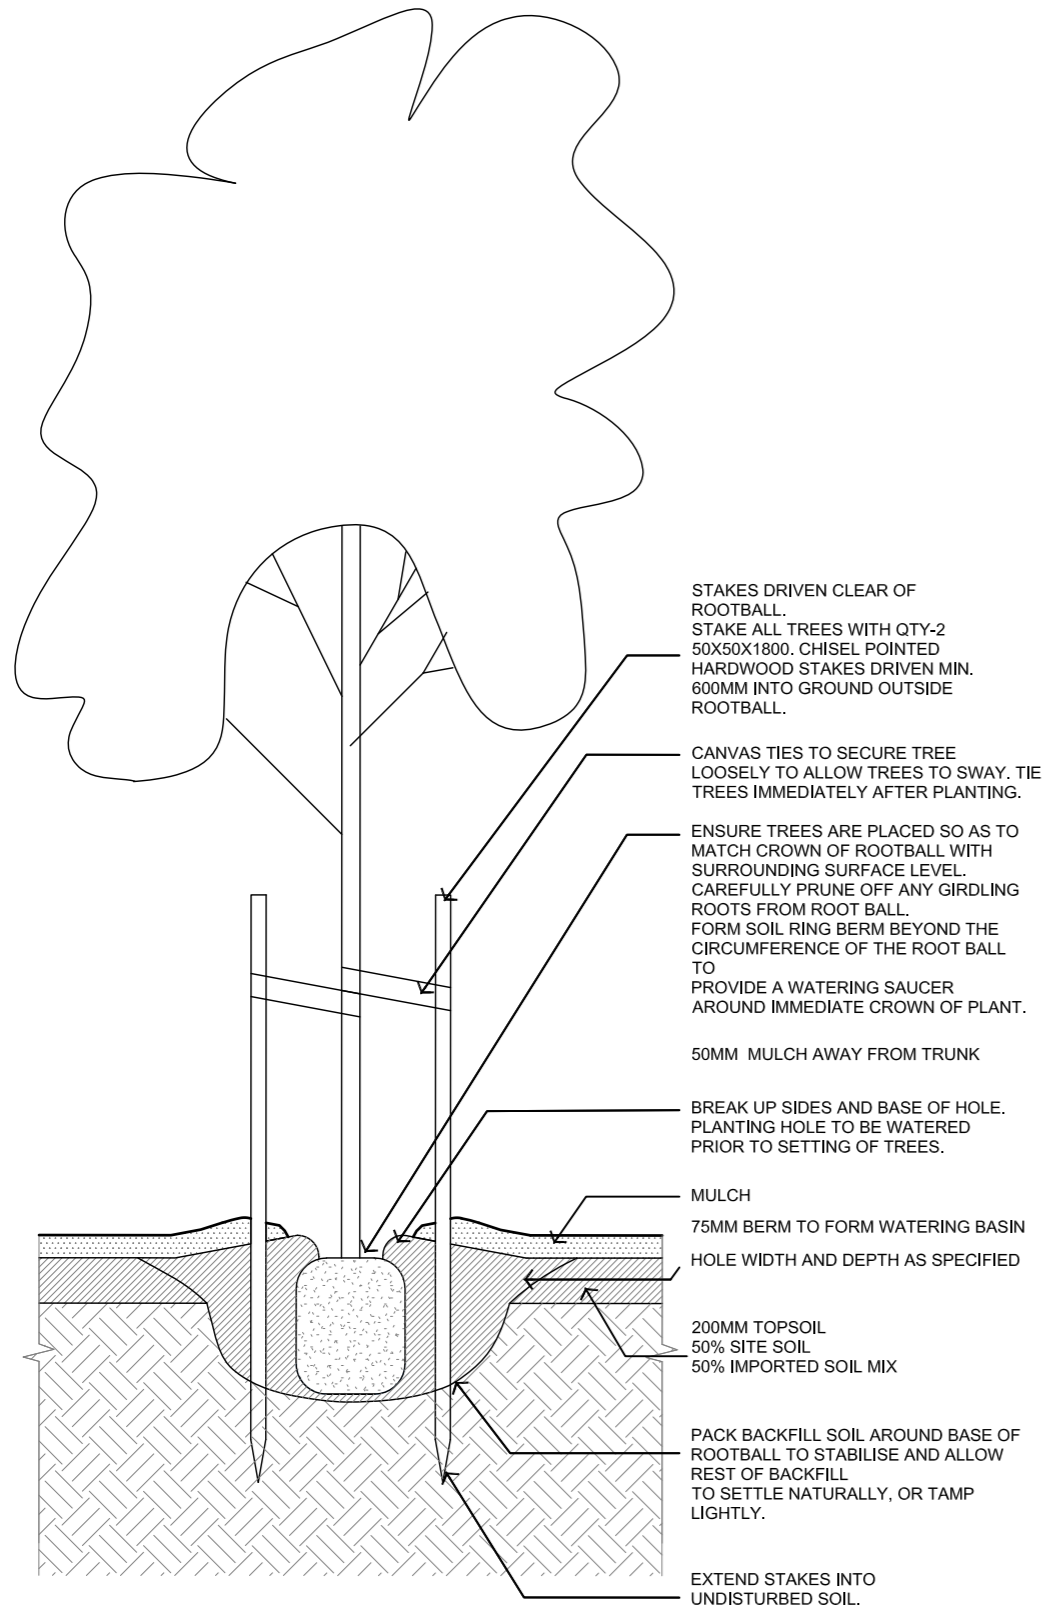 STAKES DRIVEN CLEAR OF
ROOTBALL.
STAKE ALL TREES WITH QTY-2
50X50X1800. CHISEL POINTED
HARDWOOD STAKES DRIVEN MIN.
600MM INTO GROUND OUTSIDE
ROOTBALL.
CANVAS TIES TO SECURE TREE
LOOSELY TO ALLOW TREES TO SWAY. TIE
TREES IMMEDIATELY AFTER PLANTING.
ENSURE TREES ARE PLACED SO AS TO
MATCH CROWN OF ROOTBALL WITH
SURROUNDING SURFACE LEVEL.
CAREFULLY PRUNE OFF ANY GIRDLING
ROOTS FROM ROOT BALL.
FORM SOIL RING BERM BEYOND THE
CIRCUMFERENCE OF THE ROOT BALL
TO
PROVIDE A WATERING SAUCER
AROUND IMMEDIATE CROWN OF PLANT.
50MM  MULCH AWAY FROM TRUNK
BREAK UP SIDES AND BASE OF HOLE.
PLANTING HOLE TO BE WATERED
PRIOR TO SETTING OF TREES.
MULCH
75MM BERM TO FORM WATERING BASIN
HOLE WIDTH AND DEPTH AS SPECIFIED
200MM TOPSOIL
50% SITE SOIL
50% IMPORTED SOIL MIX
PACK BACKFILL SOIL AROUND BASE OF
ROOTBALL TO STABILISE AND ALLOW
REST OF BACKFILL
TO SETTLE NATURALLY, OR TAMP
LIGHTLY.
EXTEND STAKES INTO
UNDISTURBED SOIL.